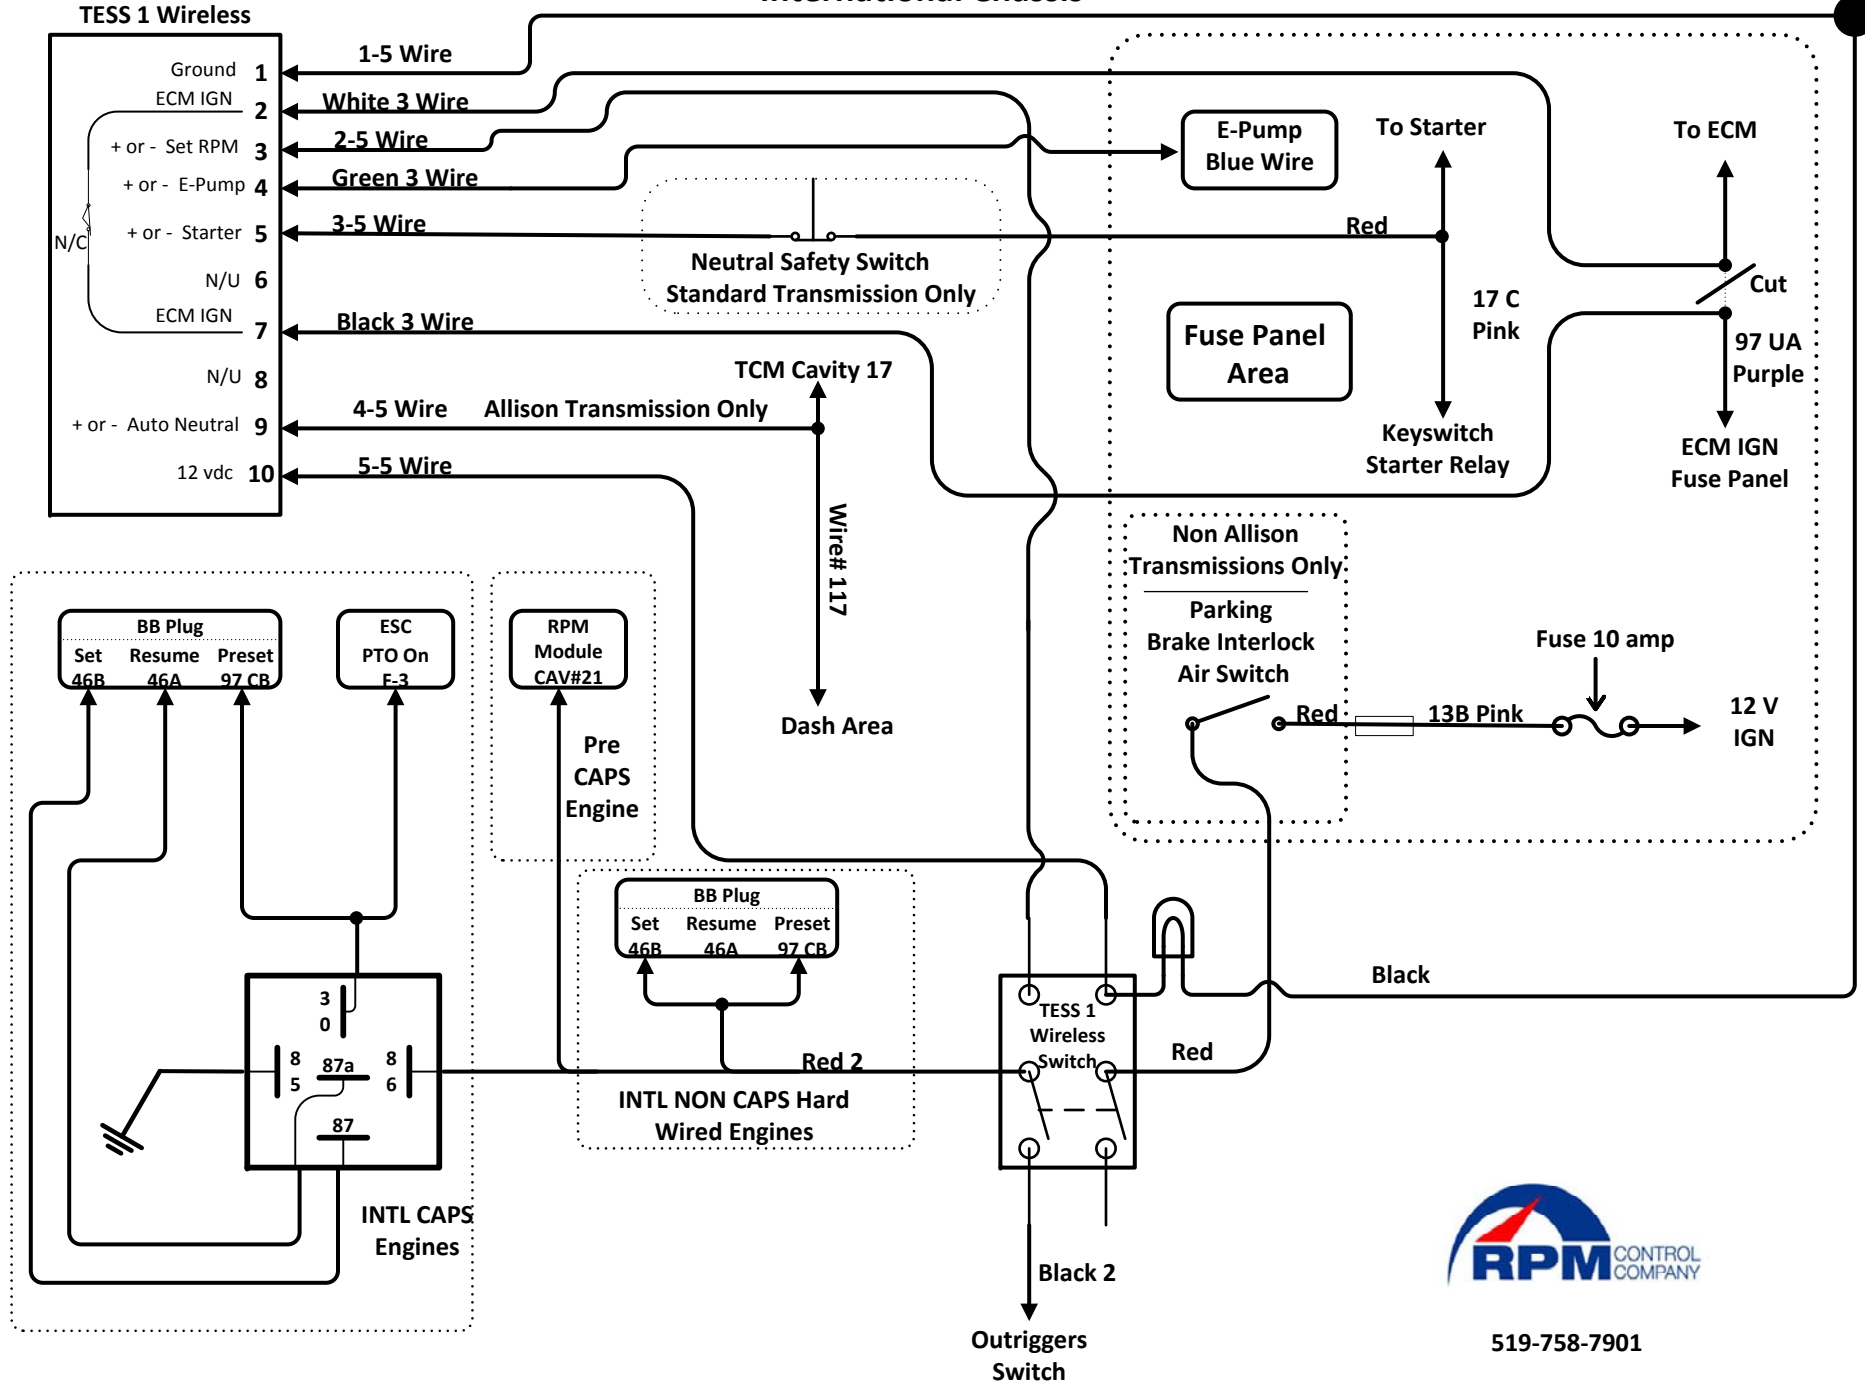 International Chassis
TESS 1 Wireless
Ground 1
ECM IGN 2
+ or - Set RPM 3
+ or - E-Pump 4
+ or - Starter 5
N/C
N/U 6
ECM IGN 7
N/U 8
+ or - Auto Neutral 9
12 vdc 10
1-5 Wire
White 3 Wire
2-5 Wire
Green 3 Wire
3-5 Wire
Black 3 Wire
4-5 Wire
Allison Transmission Only
5-5 Wire
Neutral Safety Switch
Standard Transmission Only
E-Pump
Blue Wire
To Starter
To ECM
Red
Cut
17 C
Pink
97 UA
Purple
Fuse Panel
Area
Keyswitch
Starter Relay
ECM IGN
Fuse Panel
TCM Cavity 17
Wire# 117
Dash Area
Non Allison
Transmissions Only
Parking
Brake Interlock
Air Switch
Red
13B Pink
Fuse 10 amp
12 V
IGN
BB Plug
Set Resume Preset
46B 46A 97 CB
ESC
PTO On
F-3
RPM
Module
CAV#21
Pre
CAPS
Engine
BB Plug
Set Resume Preset
46B 46A 97 CB
Red 2
INTL NON CAPS Hard
Wired Engines
3
0
8
5
87a
8
6
87
INTL CAPS
Engines
TESS 1
Wireless
Switch
Black
Red
Black 2
Outriggers
Switch
RPM CONTROL
COMPANY
519-758-7901